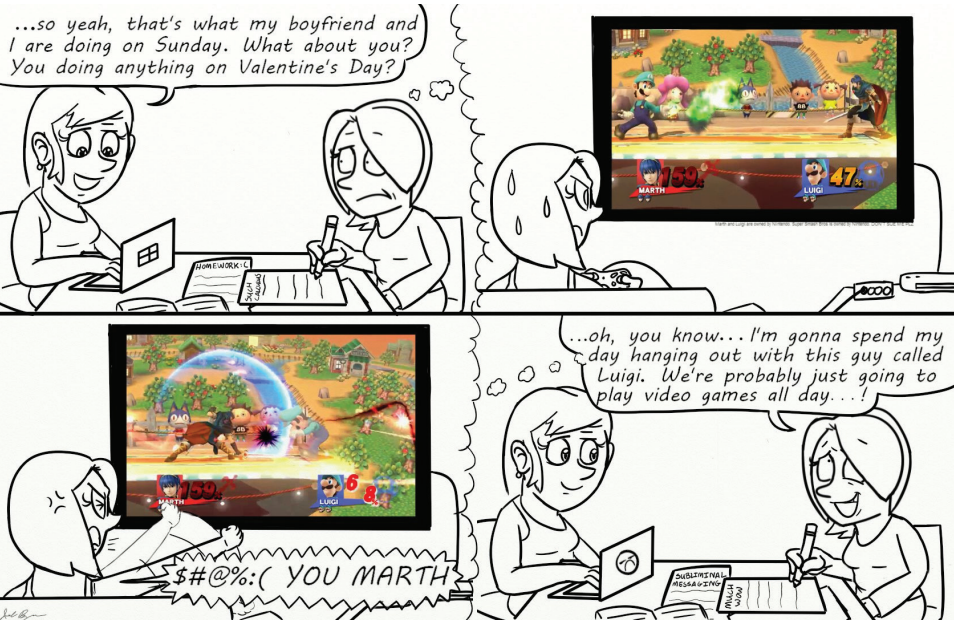 ...so yeah, that's what my boyfriend and
I are doing on Sunday. What about you?
You doing anything on Valentine's Day?
HOMEWORK :C
SUCH
CALCULUS
86
159%
MARTH
47%
LUIGI
86
159%
MARTH
68%
LUIGI
$#@%:( YOU MARTH
...oh, you know... I'm gonna spend my
day hanging out with this guy called
Luigi. We're probably just going to
play video games all day...!
SUBLIMINAL
MESSAGING
MUCH
WOW